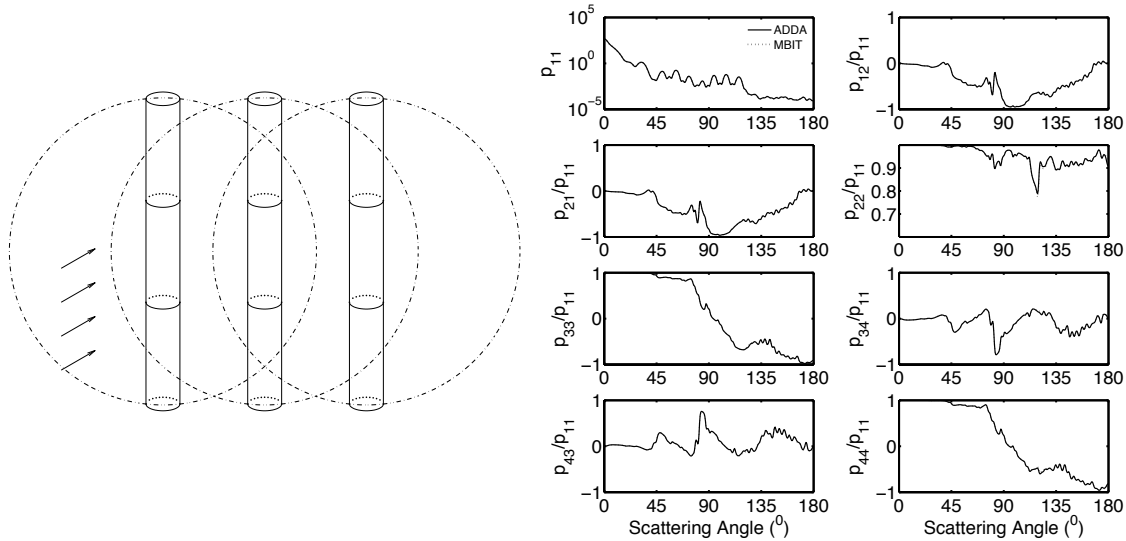 10^5
10^0
10^-5
p_11
ADDA
MBIT
0 45 90 135 180
1
0
-1
p_12/p_11
0 45 90 135 180
1
0
-1
p_21/p_11
0 45 90 135 180
0.9
0.8
0.7
p_22/p_11
0 45 90 135 180
1
0
-1
p_33/p_11
0 45 90 135 180
1
0
-1
p_34/p_11
0 45 90 135 180
1
0
-1
p_43/p_11
0 45 90 135 180
Scattering Angle (^0)
1
0
-1
p_44/p_11
0 45 90 135 180
Scattering Angle (^0)